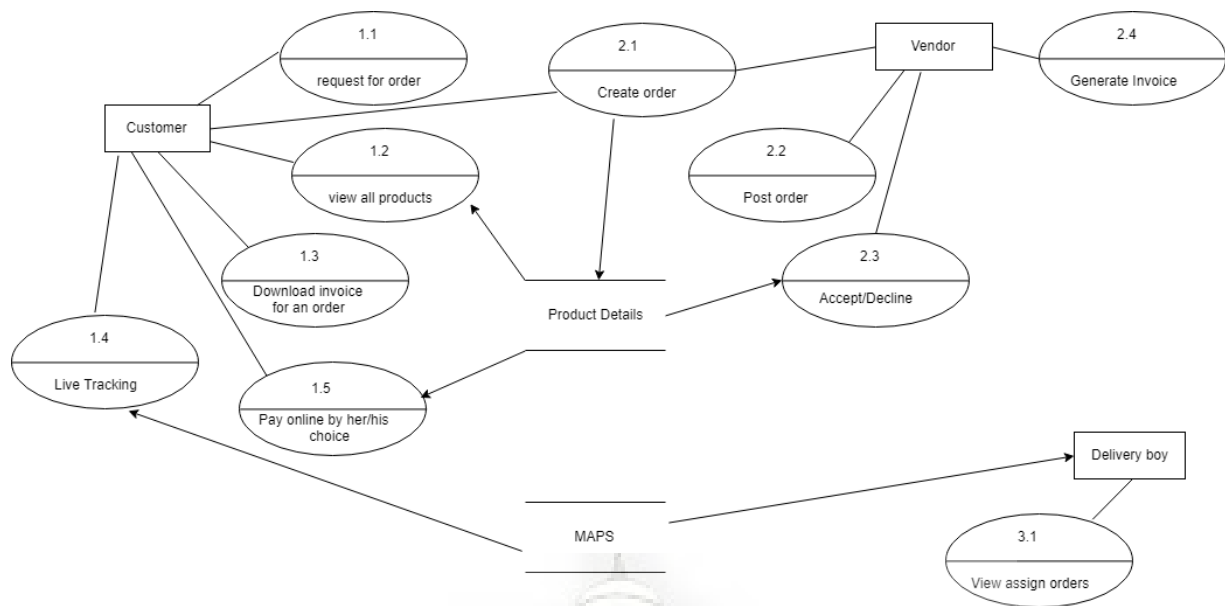 1.1
request for order
2.1
Create order
Vendor
2.4
Generate Invoice
Customer
1.2
view all products
2.2
Post order
1.3
Download invoice
for an order
2.3
Accept/Decline
Product Details
1.4
Live Tracking
1.5
Pay online by her/his
choice
Delivery boy
MAPS
3.1
View assign orders